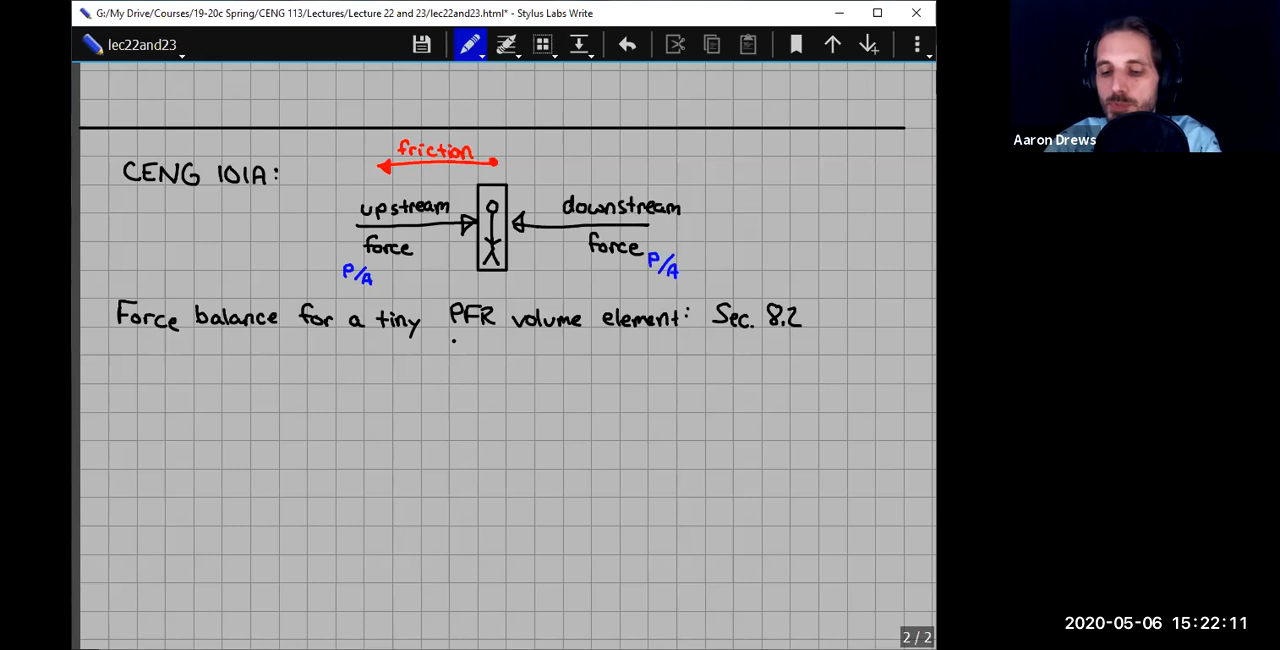 G:/My Drive/Courses/19-20c Spring/CENG 113/Lectures/Lecture 22 and 23/lec22and23.html* - Stylus Labs Write
lec22and23
Aaron Drews
friction
CENG 101A:
upstream
downstream
force
force
P/A
P/A
Force balance for a tiny PFR volume element: Sec. 8.2
2020-05-06 15:22:11
2 / 2